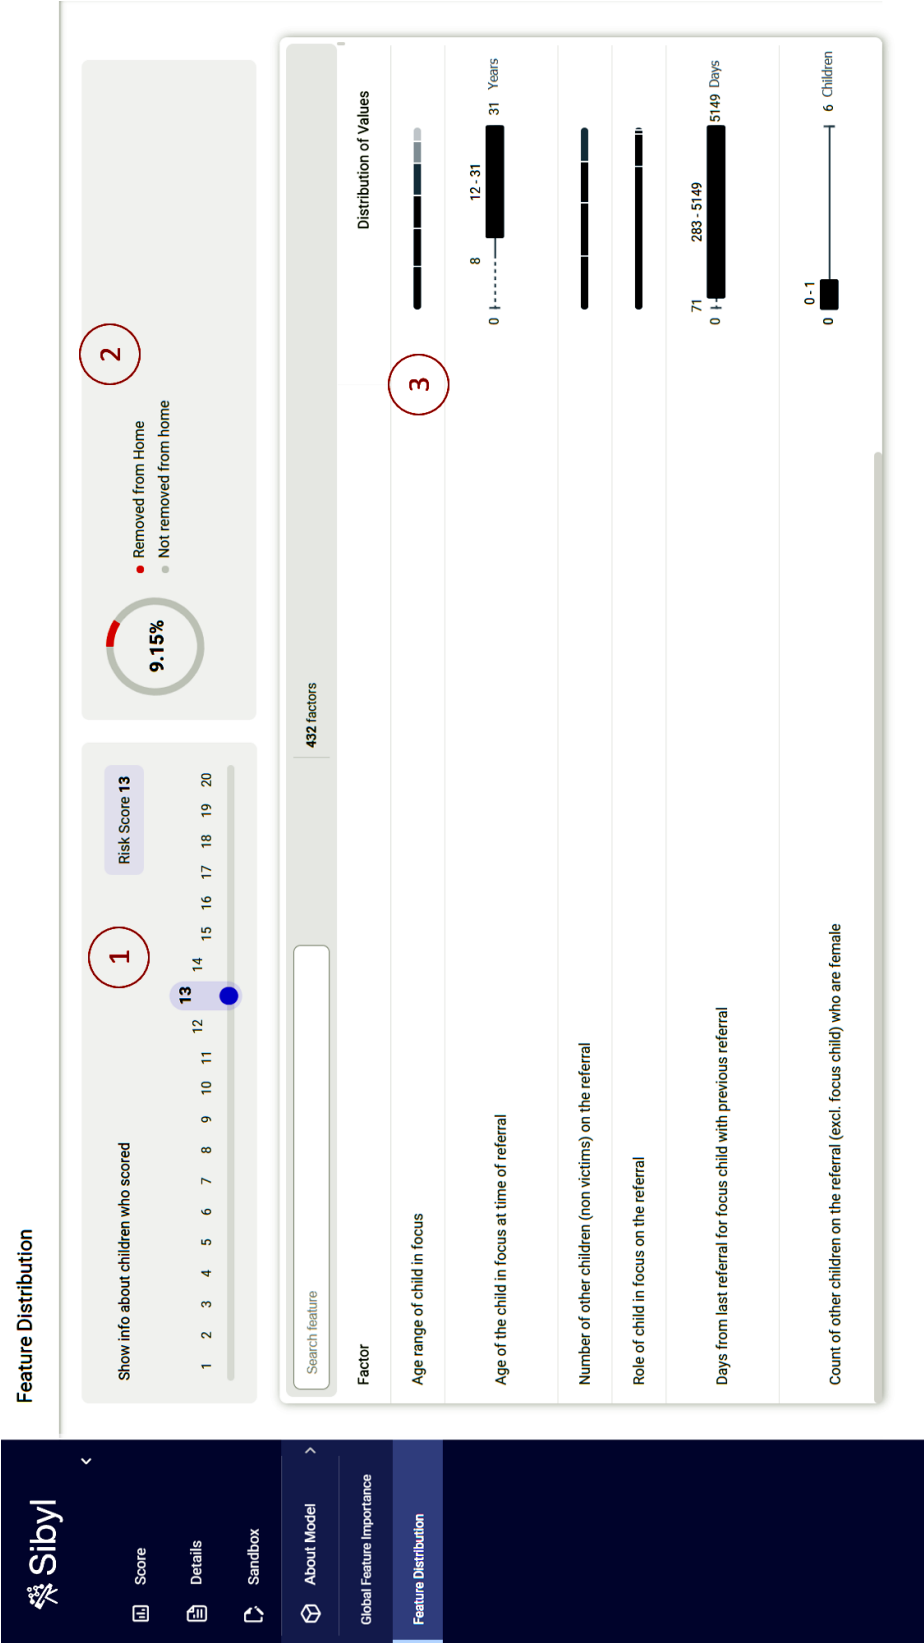 Sibyl
Score
Details
Sandbox
About Model
Global Feature Importance
Feature Distribution
Feature Distribution
Show info about children who scored
1
Risk Score 13
1 2 3 4 5 6 7 8 9 10 11 12 13 14 15 16 17 18 19 20
2
9.15%
Removed from Home
Not removed from home
Search feature
432 factors
Factor
Distribution of Values
Age range of child in focus
3
Age of the child in focus at time of referral
0 8 12 - 31 31 Years
Number of other children (non victims) on the referral
Role of child in focus on the referral
Days from last referral for focus child with previous referral
0 71 283 - 5149 5149 Days
Count of other children on the referral (excl. focus child) who are female
0 0 - 1 6 Children